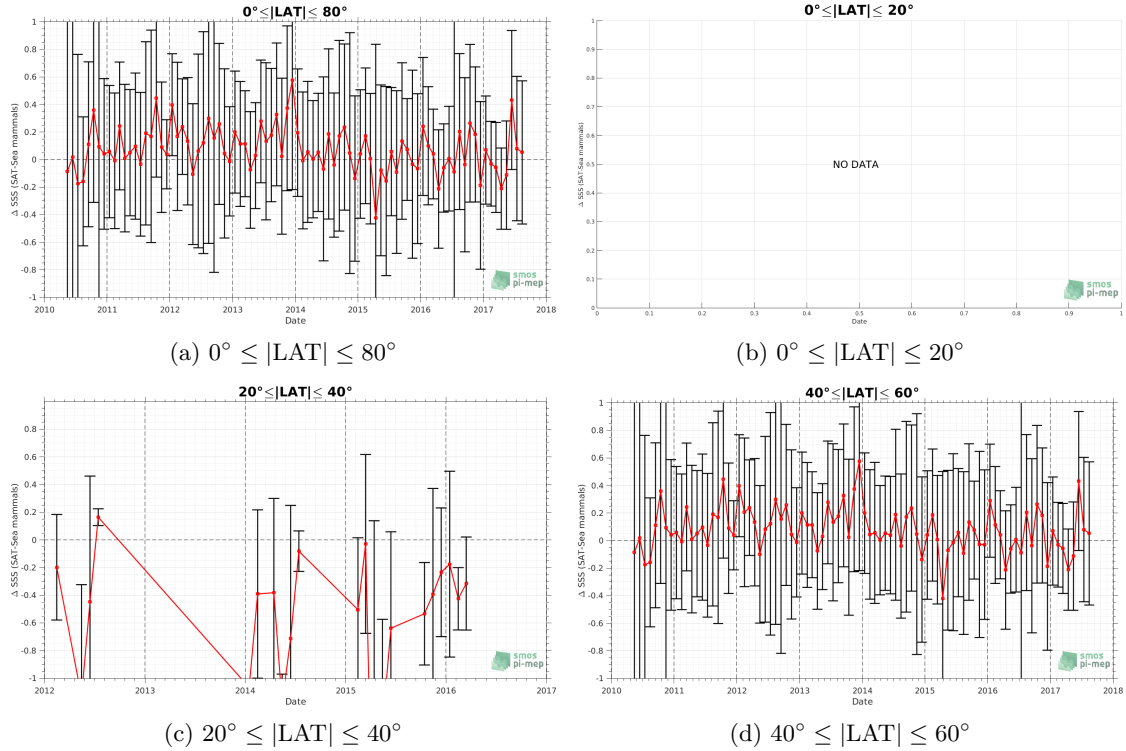 0°≤|LAT|≤ 80°
Δ SSS (SAT-Sea mammals)
1
0.8
0.6
0.4
0.2
0
-0.2
-0.4
-0.6
-0.8
-1
2010 2011 2012 2013 2014 2015 2016 2017 2018
Date
smos
pi-mep
(a) 0° ≤ |LAT| ≤ 80°
0°≤|LAT|≤ 20°
Δ SSS (SAT-Sea mammals)
1
0.9
0.8
0.7
0.6
0.5
0.4
0.3
0.2
0.1
0
NO DATA
0 0.1 0.2 0.3 0.4 0.5 0.6 0.7 0.8 0.9 1
Date
smos
pi-mep
(b) 0° ≤ |LAT| ≤ 20°
20°≤|LAT|≤ 40°
Δ SSS (SAT-Sea mammals)
0.8
0.6
0.4
0.2
0
-0.2
-0.4
-0.6
-0.8
-1
2012 2013 2014 2015 2016 2017
Date
smos
pi-mep
(c) 20° ≤ |LAT| ≤ 40°
40°≤|LAT|≤ 60°
Δ SSS (SAT-Sea mammals)
1
0.8
0.6
0.4
0.2
0
-0.2
-0.4
-0.6
-0.8
-1
2010 2011 2012 2013 2014 2015 2016 2017 2018
Date
smos
pi-mep
(d) 40° ≤ |LAT| ≤ 60°